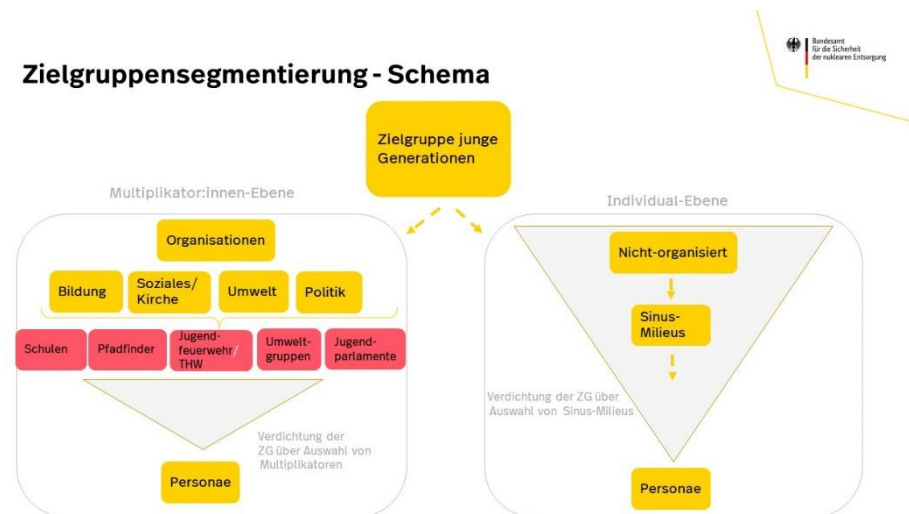 Bundesamt
für die Sicherheit
der nuklearen Entsorgung
Zielgruppensegmentierung - Schema
Zielgruppe junge
Generationen
Multiplikator:innen-Ebene
Organisationen
Bildung
Soziales/
Kirche
Umwelt
Politik
Schulen
Pfadfinder
Jugend-
feuerwehr/
THW
Umwelt-
gruppen
Jugend-
parlamente
Verdichtung der
ZG über Auswahl von
Multiplikatoren
Personae
Individual-Ebene
Nicht-organisiert
Sinus-
Milieus
Verdichtung der ZG über
Auswahl von Sinus-Milieus
Personae